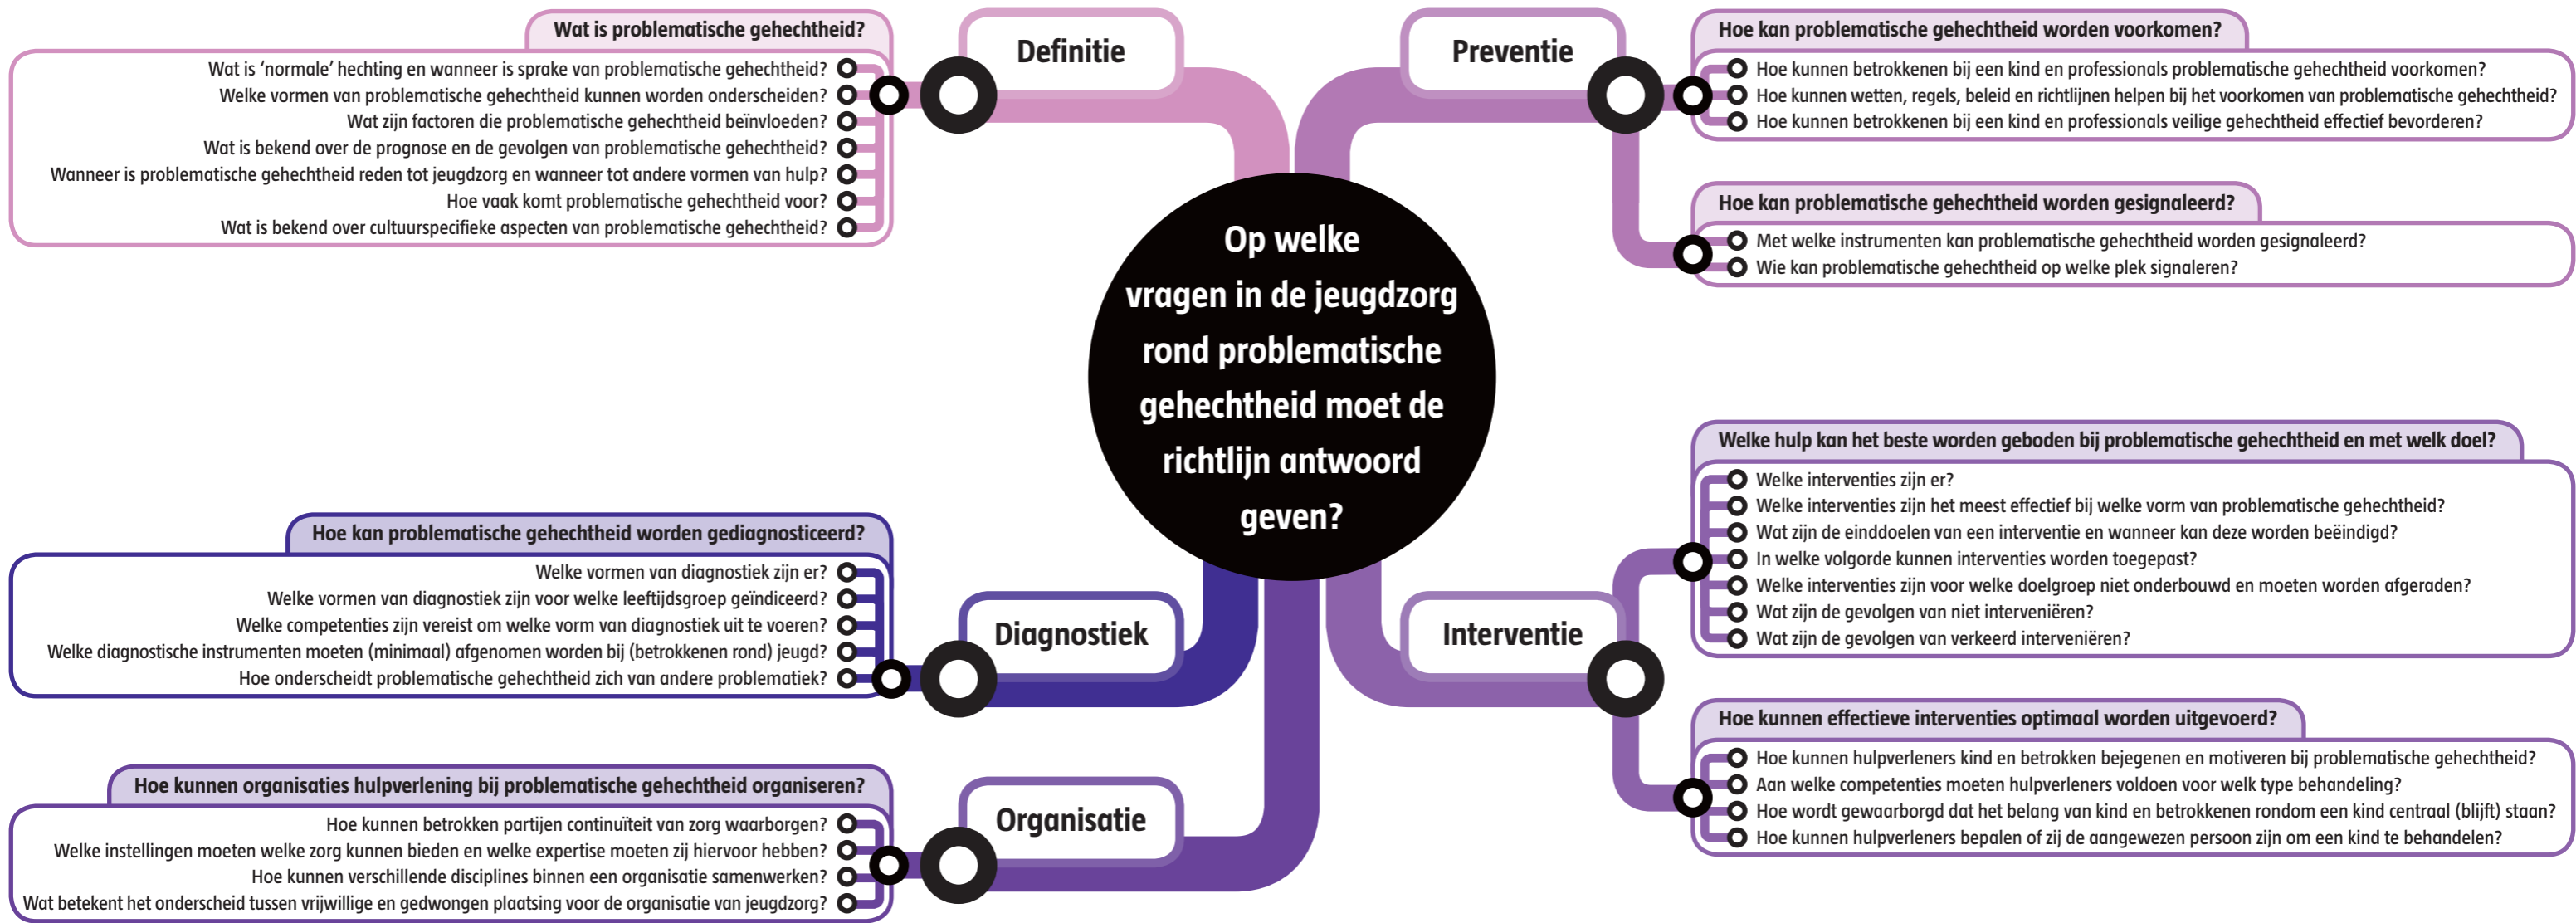 Op welke
vragen in de jeugdzorg
rond problematische
gehechtheid moet de
richtlijn antwoord
geven?
Definitie
Wat is problematische gehechtheid?
Wat is ‘normale’ hechting en wanneer is sprake van problematische gehechtheid?
Welke vormen van problematische gehechtheid kunnen worden onderscheiden?
Wat zijn factoren die problematische gehechtheid beïnvloeden?
Wat is bekend over de prognose en de gevolgen van problematische gehechtheid?
Wanneer is problematische gehechtheid reden tot jeugdzorg en wanneer tot andere vormen van hulp?
Hoe vaak komt problematische gehechtheid voor?
Wat is bekend over cultuurspecifieke aspecten van problematische gehechtheid?
Preventie
Hoe kan problematische gehechtheid worden voorkomen?
Hoe kunnen betrokkenen bij een kind en professionals problematische gehechtheid voorkomen?
Hoe kunnen wetten, regels, beleid en richtlijnen helpen bij het voorkomen van problematische gehechtheid?
Hoe kunnen betrokkenen bij een kind en professionals veilige gehechtheid effectief bevorderen?
Hoe kan problematische gehechtheid worden gesignaleerd?
Met welke instrumenten kan problematische gehechtheid worden gesignaleerd?
Wie kan problematische gehechtheid op welke plek signaleren?
Diagnostiek
Hoe kan problematische gehechtheid worden gediagnosticeerd?
Welke vormen van diagnostiek zijn er?
Welke vormen van diagnostiek zijn voor welke leeftijdsgroep geïndiceerd?
Welke competenties zijn vereist om welke vorm van diagnostiek uit te voeren?
Welke diagnostische instrumenten moeten (minimaal) afgenomen worden bij (betrokkenen rond) jeugd?
Hoe onderscheidt problematische gehechtheid zich van andere problematiek?
Interventie
Welke hulp kan het beste worden geboden bij problematische gehechtheid en met welk doel?
Welke interventies zijn er?
Welke interventies zijn het meest effectief bij welke vorm van problematische gehechtheid?
Wat zijn de einddoelen van een interventie en wanneer kan deze worden beëindigd?
In welke volgorde kunnen interventies worden toegepast?
Welke interventies zijn voor welke doelgroep niet onderbouwd en moeten worden afgeraden?
Wat zijn de gevolgen van niet interveniëren?
Wat zijn de gevolgen van verkeerd interveniëren?
Hoe kunnen effectieve interventies optimaal worden uitgevoerd?
Hoe kunnen hulpverleners kind en betrokken bejegenen en motiveren bij problematische gehechtheid?
Aan welke competenties moeten hulpverleners voldoen voor welk type behandeling?
Hoe wordt gewaarborgd dat het belang van kind en betrokkenen rondom een kind centraal (blijft) staan?
Hoe kunnen hulpverleners bepalen of zij de aangewezen persoon zijn om een kind te behandelen?
Organisatie
Hoe kunnen organisaties hulpverlening bij problematische gehechtheid organiseren?
Hoe kunnen betrokken partijen continuïteit van zorg waarborgen?
Welke instellingen moeten welke zorg kunnen bieden en welke expertise moeten zij hiervoor hebben?
Hoe kunnen verschillende disciplines binnen een organisatie samenwerken?
Wat betekent het onderscheid tussen vrijwillige en gedwongen plaatsing voor de organisatie van jeugdzorg?